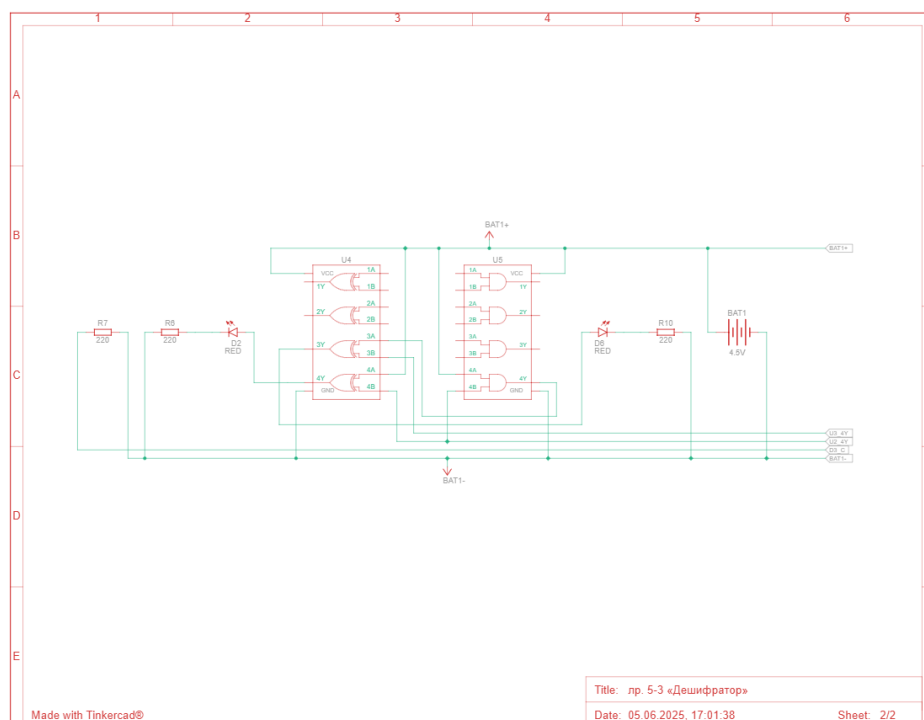 1 2 3 4 5 6
A
B
C
D
E
BAT1+
BAT1+
U4
VCC
1Y
2Y
3Y
4Y
GND
1A
1B
2A
2B
3A
3B
4A
4B
U5
1A
1B
2A
2B
3A
3B
4A
4B
VCC
1Y
2Y
3Y
4Y
GND
R7
220
D2
RED
220
D6
RED
R10
220
BAT1
4.5V
U2_4Y
D3_C
BAT1-
BAT1-
Title: лр. 5-3 «Дешифратор»
Made with Tinkercad®
Date: 05.06.2025, 17:01:38 Sheet: 2/2